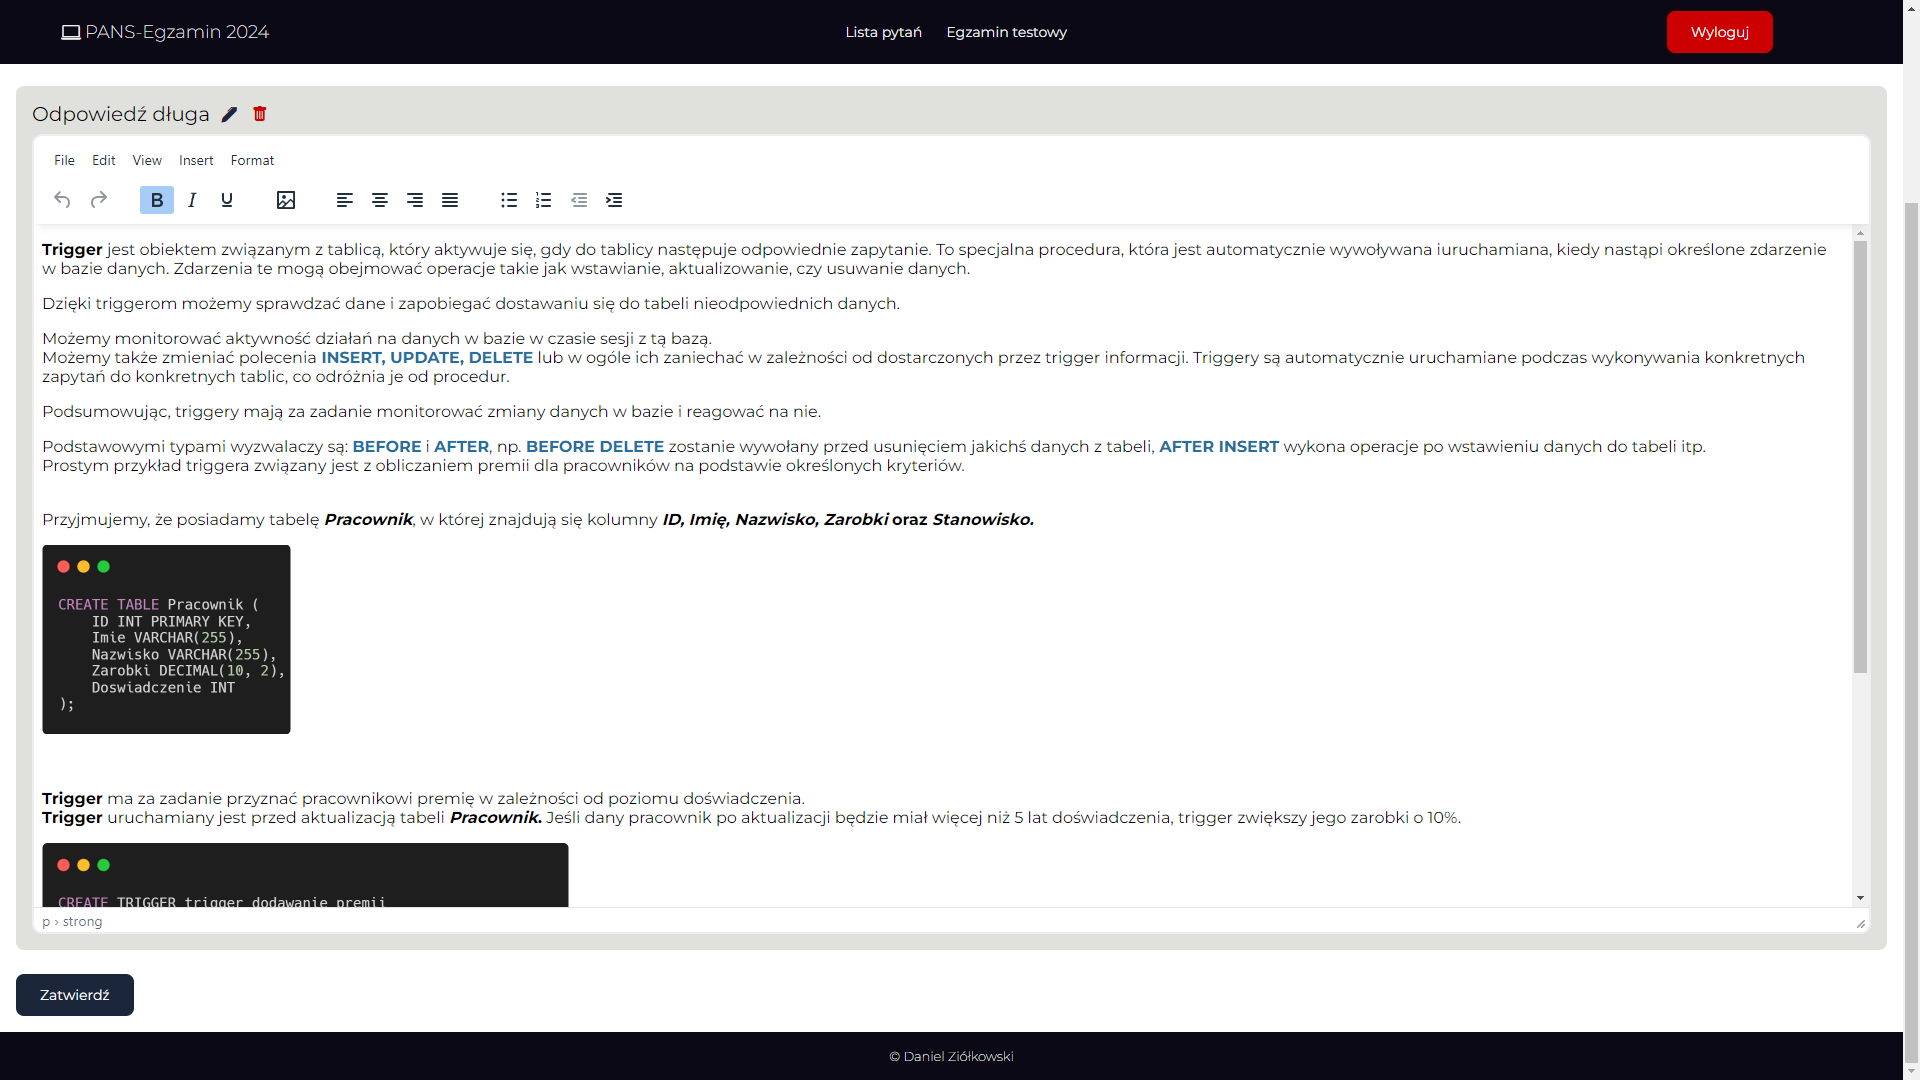 PANS-Egzamin 2024
Lista pytań
Egzamin testowy
Wyloguj
Odpowiedź długa
File Edit View Insert Format
B I U
Trigger jest obiektem związanym z tablicą, który aktywuje się, gdy do tablicy następuje odpowiednie zapytanie. To specjalna procedura, która jest automatycznie wywoływana iuruchamiana, kiedy nastąpi określone zdarzenie
w bazie danych. Zdarzenia te mogą obejmować operacje takie jak wstawianie, aktualizowanie, czy usuwanie danych.
Dzięki triggerom możemy sprawdzać dane i zapobiegać dostawaniu się do tabeli nieodpowiednich danych.
Możemy monitorować aktywność działań na danych w bazie w czasie sesji z tą bazą.
Możemy także zmieniać polecenia INSERT, UPDATE, DELETE lub w ogóle ich zaniechać w zależności od dostarczonych przez trigger informacji. Triggery są automatycznie uruchamiane podczas wykonywania konkretnych
zapytań do konkretnych tablic, co odróżnia je od procedur.
Podsumowując, triggery mają za zadanie monitorować zmiany danych w bazie i reagować na nie.
Podstawowymi typami wyzwalaczy są: BEFORE i AFTER, np. BEFORE DELETE zostanie wywołany przed usunięciem jakichś danych z tabeli, AFTER INSERT wykona operacje po wstawieniu danych do tabeli itp.
Prostym przykład triggera związany jest z obliczaniem premii dla pracowników na podstawie określonych kryteriów.
Przyjmujemy, że posiadamy tabelę Pracownik, w której znajdują się kolumny ID, Imię, Nazwisko, Zarobki oraz Stanowisko.
CREATE TABLE Pracownik (
ID INT PRIMARY KEY,
Imie VARCHAR(255),
Nazwisko VARCHAR(255),
Zarobki DECIMAL(10, 2),
Doswiadczenie INT
);
Trigger ma za zadanie przyznać pracownikowi premię w zależności od poziomu doświadczenia.
Trigger uruchamiany jest przed aktualizacją tabeli Pracownik. Jeśli dany pracownik po aktualizacji będzie miał więcej niż 5 lat doświadczenia, trigger zwiększy jego zarobki o 10%.
CREATE TRIGGER trigger_dodawanie_premii
p › strong
Zatwierdź
© Daniel Ziółkowski